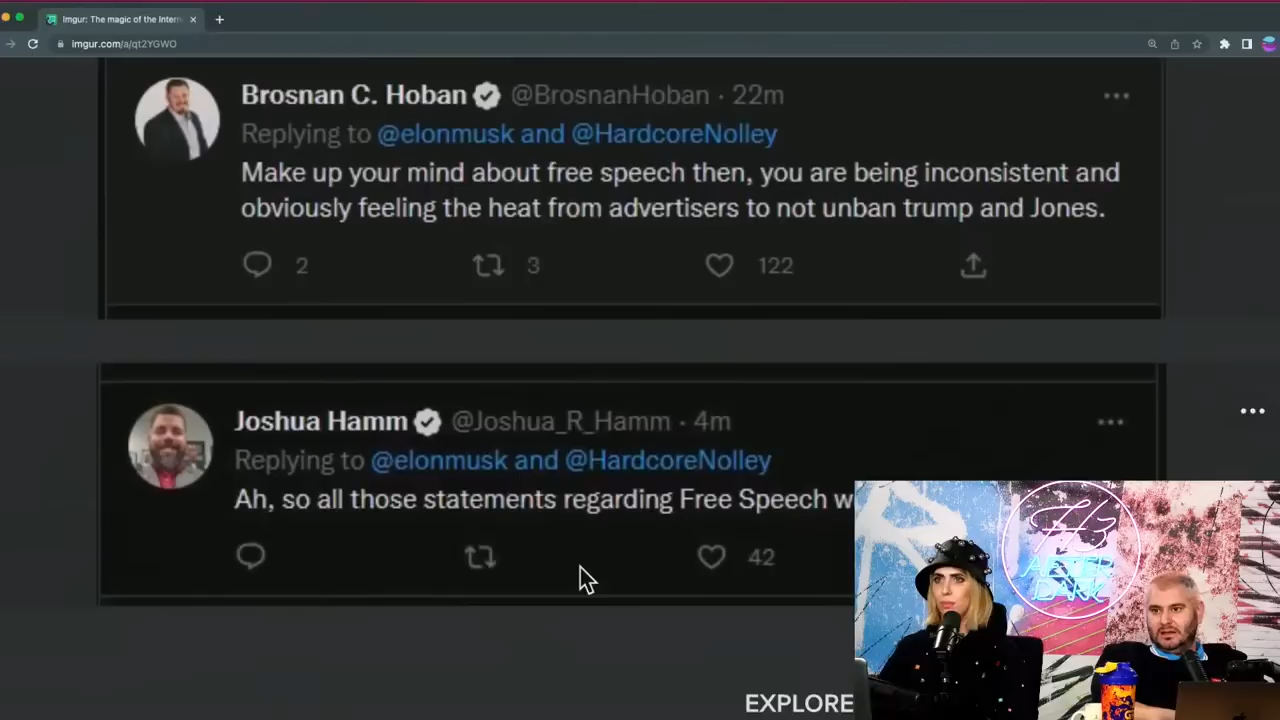 Imgur: The magic of the Intern
imgur.com/a/qt2YGWO
Brosnan C. Hoban @BrosnanHoban · 22m
Replying to @elonmusk and @HardcoreNolley
Make up your mind about free speech then, you are being inconsistent and
obviously feeling the heat from advertisers to not unban trump and Jones.
2 3 122
Joshua Hamm @Joshua_R_Hamm · 4m
Replying to @elonmusk and @HardcoreNolley
Ah, so all those statements regarding Free Speech w
42
H3
AFTER
DARK
EXPLORE